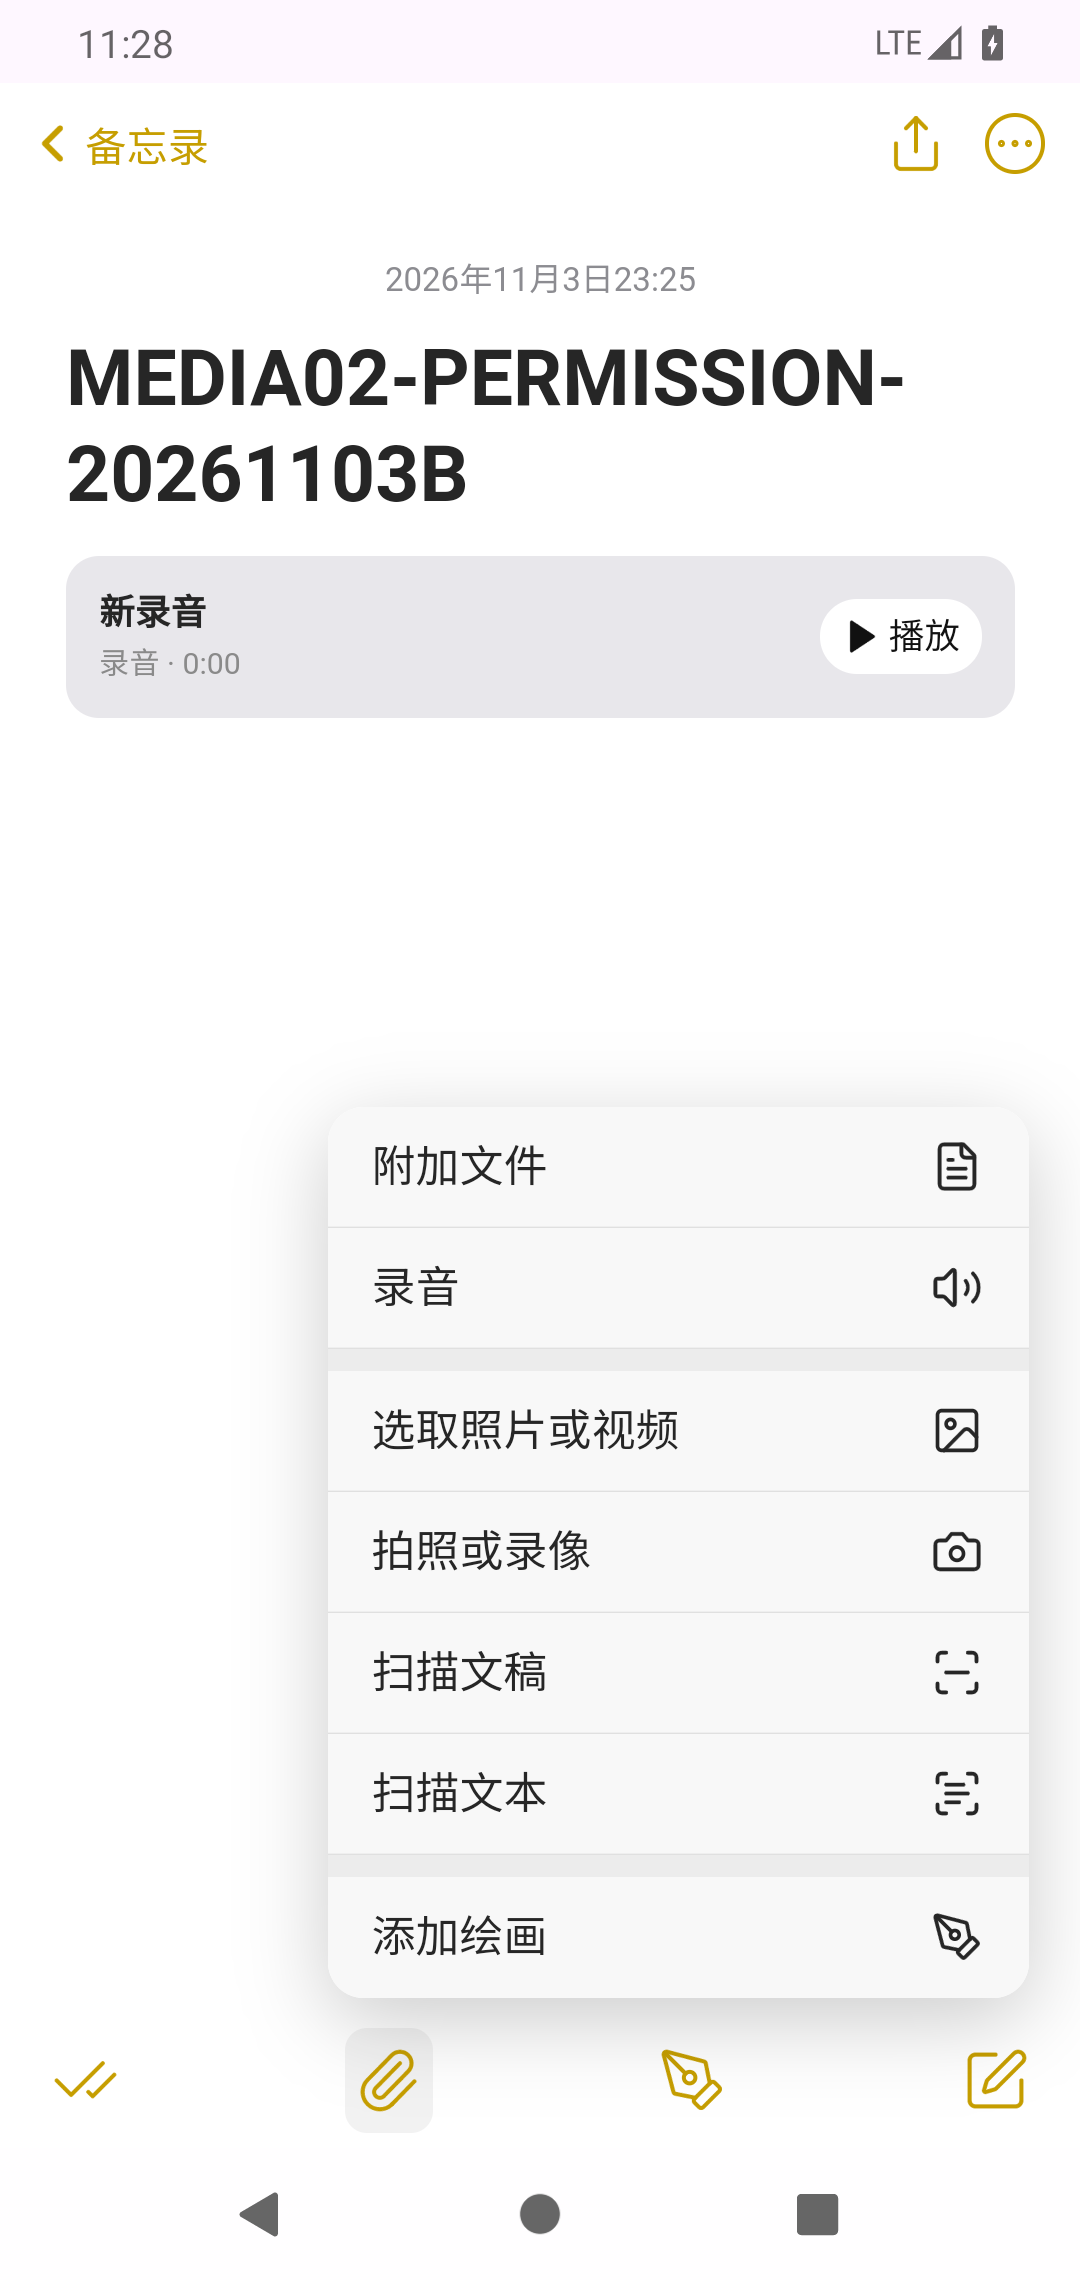 11:28
LTE
备忘录
2026年11月3日23:25
MEDIA02-PERMISSION-
20261103B
新录音
录音 · 0:00
播放
附加文件
录音
选取照片或视频
拍照或录像
扫描文稿
扫描文本
添加绘画